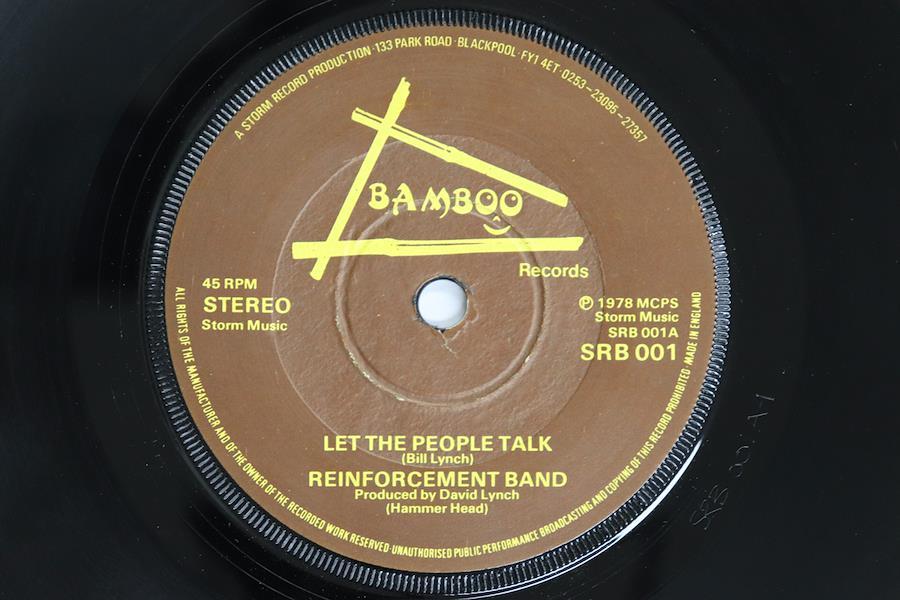 A STORM RECORD PRODUCTION · 133 PARK ROAD · BLACKPOOL · FY1 4ET · 0253-23095-27357
BAMBOO
Records
45 RPM
STEREO
Storm Music
℗ 1978 MCPS
Storm Music
SRB 001A
SRB 001
LET THE PEOPLE TALK
(Bill Lynch)
REINFORCEMENT BAND
Produced by David Lynch
(Hammer Head)
ALL RIGHTS OF THE MANUFACTURER AND OF THE OWNER OF THE RECORDED WORK RESERVED · UNAUTHORISED PUBLIC PERFORMANCE BROADCASTING AND COPYING OF THIS RECORD PROHIBITED · MADE IN ENGLAND